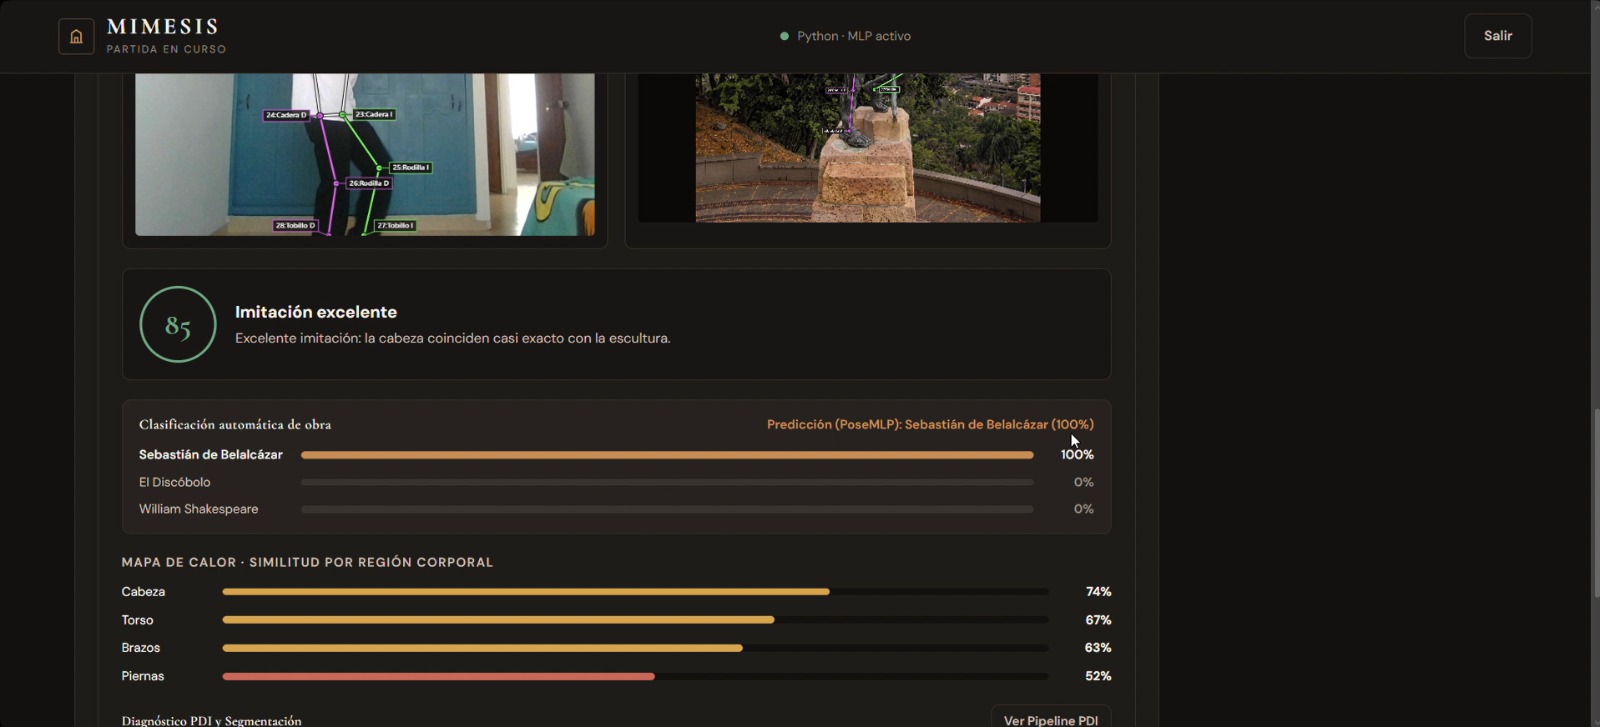 MIMESIS
PARTIDA EN CURSO
Python · MLP activo
Salir
24:Cadera D
23:Cadera I
25:Rodilla I
26:Rodilla D
28:Tobillo D
27:Tobillo I
85
Imitación excelente
Excelente imitación: la cabeza coinciden casi exacto con la escultura.
Clasificación automática de obra
Predicción (PoseMLP): Sebastián de Belalcázar (100%)
Sebastián de Belalcázar 100%
El Discóbolo 0%
William Shakespeare 0%
MAPA DE CALOR · SIMILITUD POR REGIÓN CORPORAL
Cabeza 74%
Torso 67%
Brazos 63%
Piernas 52%
Diagnóstico PDI y Segmentación
Ver Pipeline PDI